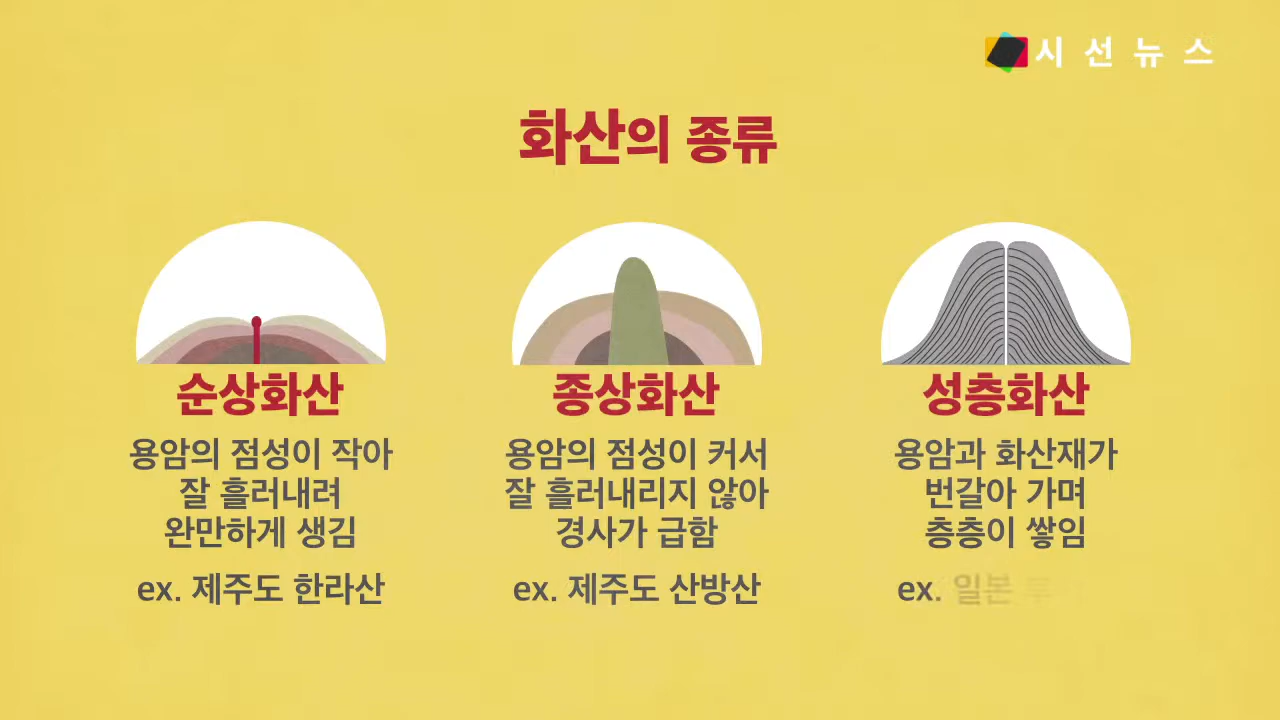 시선뉴스
화산의 종류
순상화산
용암의 점성이 작아
잘 흘러내려
완만하게 생김
ex. 제주도 한라산
종상화산
용암의 점성이 커서
잘 흘러내리지 않아
경사가 급함
ex. 제주도 산방산
성층화산
용암과 화산재가
번갈아 가며
층층이 쌓임
ex. 일본